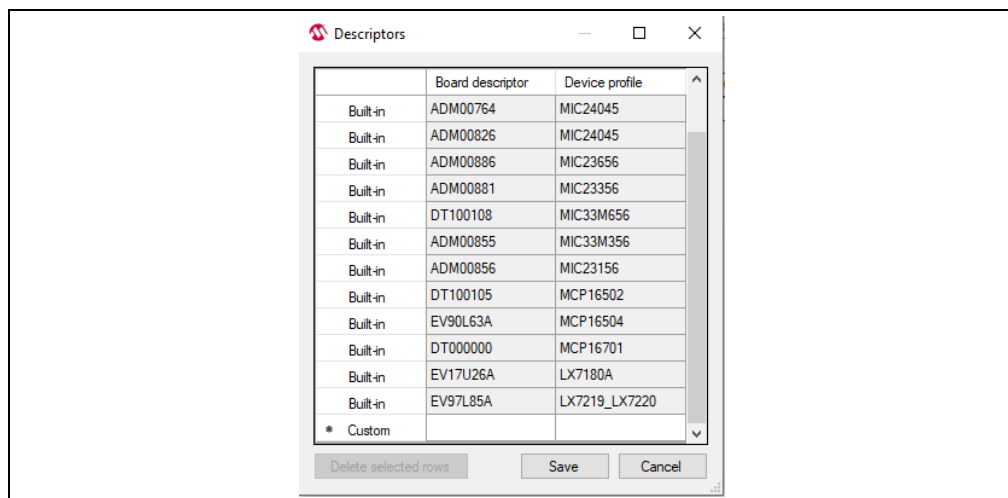 Descriptors
Board descriptor Device profile
Built-in ADM00764 MIC24045
Built-in ADM00826 MIC24045
Built-in ADM00886 MIC23656
Built-in ADM00881 MIC23356
Built-in DT100108 MIC33M656
Built-in ADM00855 MIC33M356
Built-in ADM00856 MIC23156
Built-in DT100105 MCP16502
Built-in EV90L63A MCP16504
Built-in DT000000 MCP16701
Built-in EV17U26A LX7180A
Built-in EV97L85A LX7219_LX7220
* Custom
Delete selected rows Save Cancel